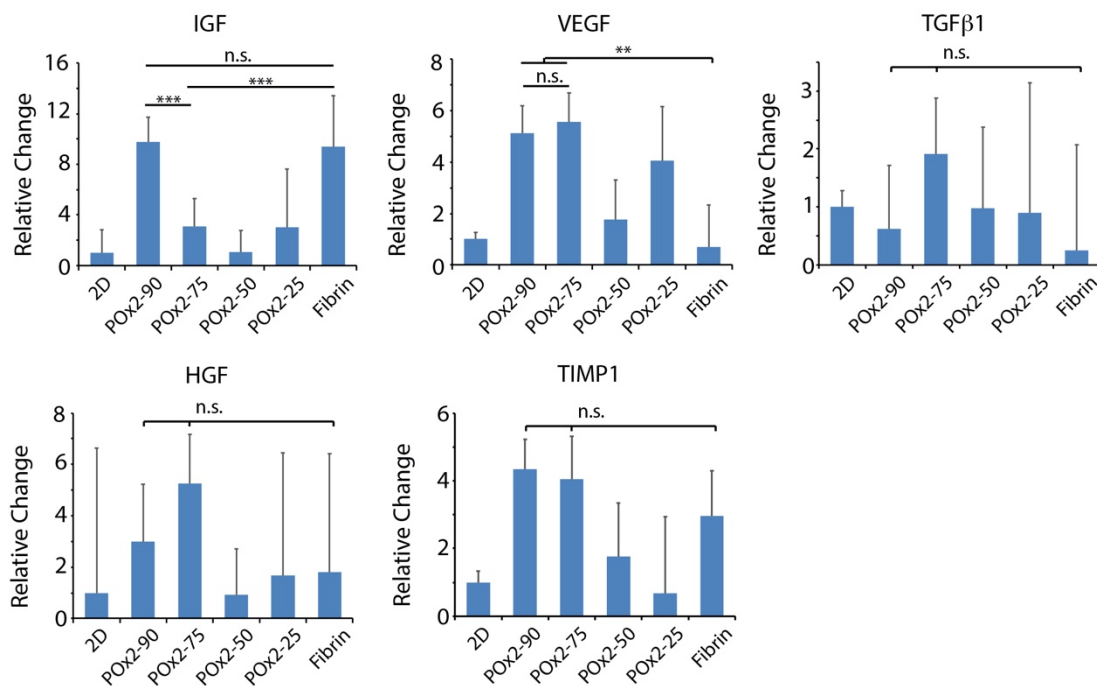 IGF
Relative Change
16
12
8
4
0
n.s.
***
***
2D
POx2-90
POx2-75
POx2-50
POx2-25
Fibrin
VEGF
Relative Change
8
6
4
2
0
**
n.s.
2D
POx2-90
POx2-75
POx2-50
POx2-25
Fibrin
TGFβ1
Relative Change
3
2
1
0
n.s.
2D
POx2-90
POx2-75
POx2-50
POx2-25
Fibrin
HGF
Relative Change
8
6
4
2
0
n.s.
2D
POx2-90
POx2-75
POx2-50
POx2-25
Fibrin
TIMP1
Relative Change
6
4
2
0
n.s.
2D
POx2-90
POx2-75
POx2-50
POx2-25
Fibrin